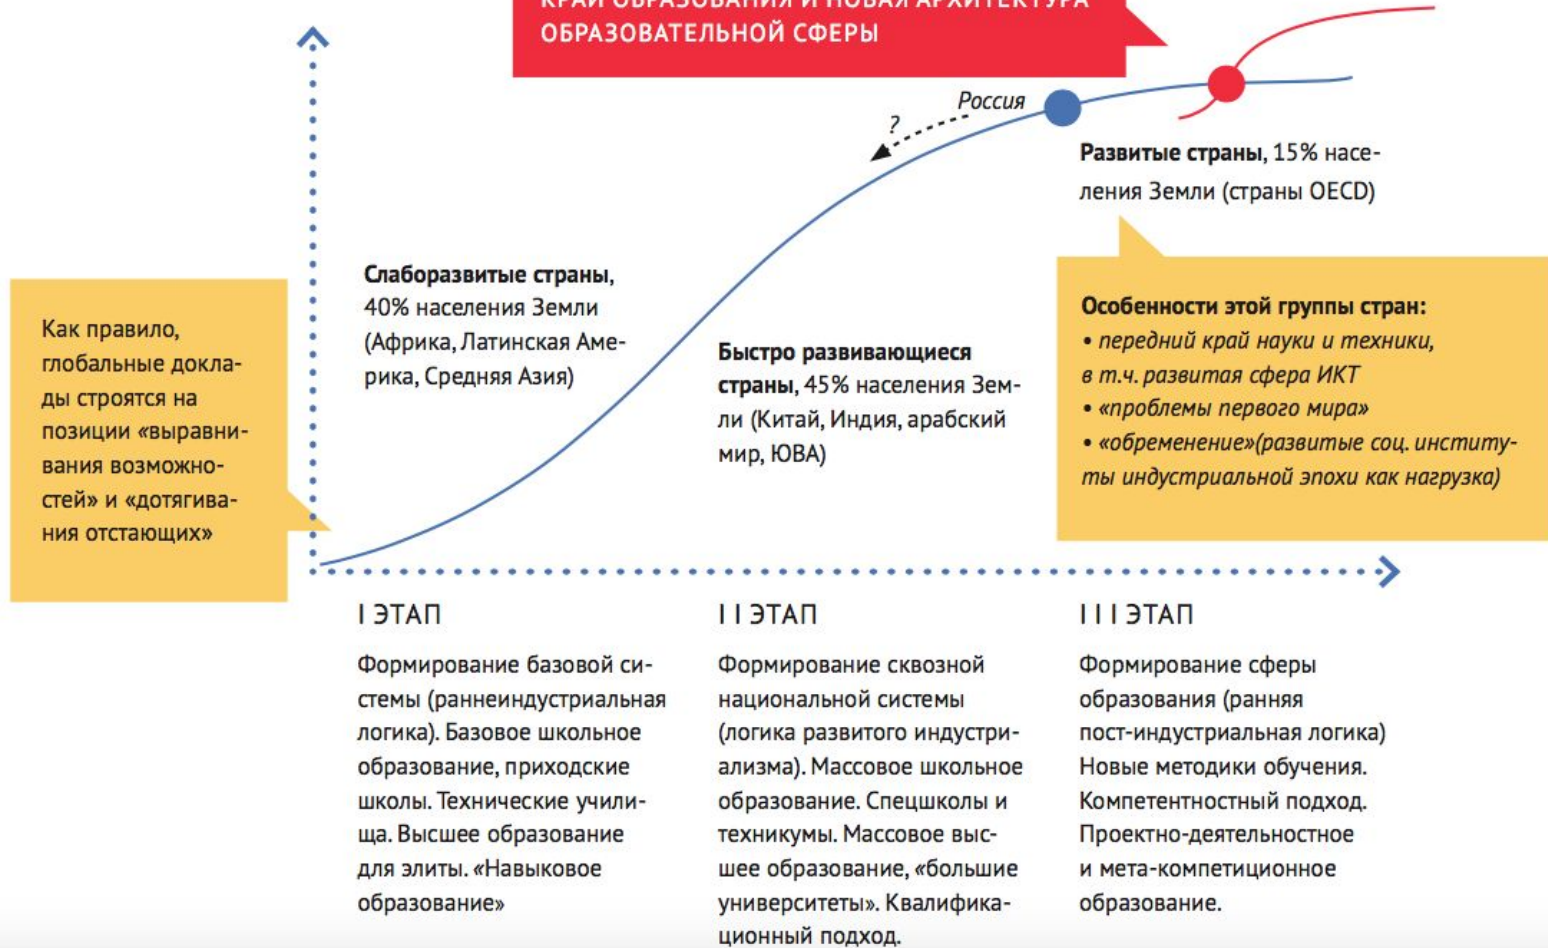 КРАЙ ОБРАЗОВАНИЯ И НОВАЯ АРХИТЕКТУРА
ОБРАЗОВАТЕЛЬНОЙ СФЕРЫ
Россия
?
Развитые страны, 15% насе-
ления Земли (страны OECD)
Слаборазвитые страны,
40% населения Земли
(Африка, Латинская Аме-
рика, Средняя Азия)
Как правило,
глобальные докла-
ды строятся на
позиции «выравни-
вания возможно-
стей» и «дотягива-
ния отстающих»
Быстро развивающиеся
страны, 45% населения Зем-
ли (Китай, Индия, арабский
мир, ЮВА)
Особенности этой группы стран:
• передний край науки и техники,
в т.ч. развитая сфера ИКТ
• «проблемы первого мира»
• «обременение»(развитые соц. институ-
ты индустриальной эпохи как нагрузка)
I ЭТАП
Формирование базовой си-
стемы (раннеиндустриальная
логика). Базовое школьное
образование, приходские
школы. Технические учили-
ща. Высшее образование
для элиты. «Навыковое
образование»
II ЭТАП
Формирование сквозной
национальной системы
(логика развитого индустри-
ализма). Массовое школьное
образование. Спецшколы и
техникумы. Массовое выс-
шее образование, «большие
университеты». Квалифика-
ционный подход.
III ЭТАП
Формирование сферы
образования (ранняя
пост-индустриальная логика)
Новые методики обучения.
Компетентностный подход.
Проектно-деятельностное
и мета-компетиционное
образование.